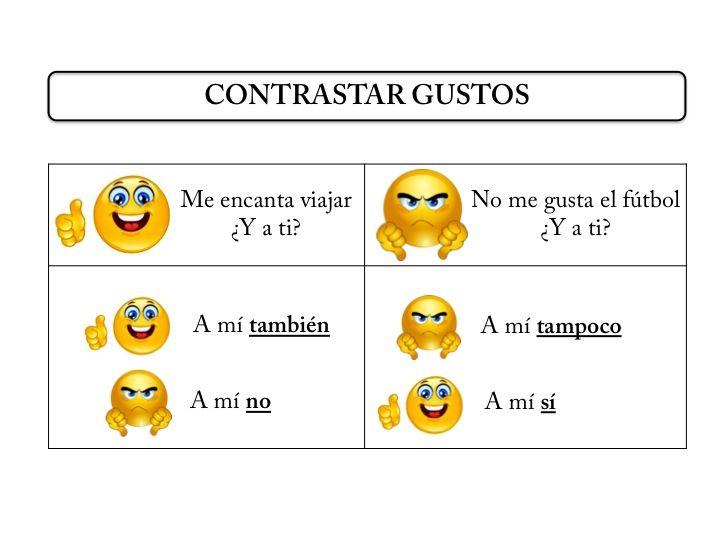 CONTRASTAR GUSTOS
Me encanta viajar
¿Y a ti?
No me gusta el fútbol
¿Y a ti?
A mí también
A mí no
A mí tampoco
A mí sí